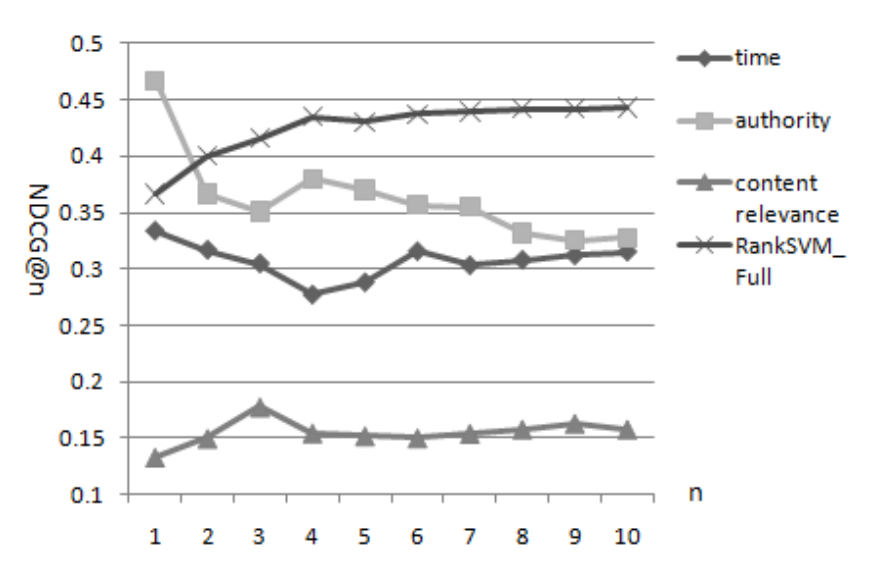 0.5
0.45
0.4
0.35
0.3
0.25
0.2
0.15
0.1
NDCG@n
1 2 3 4 5 6 7 8 9 10
n
time
authority
content
relevance
RankSVM_
Full